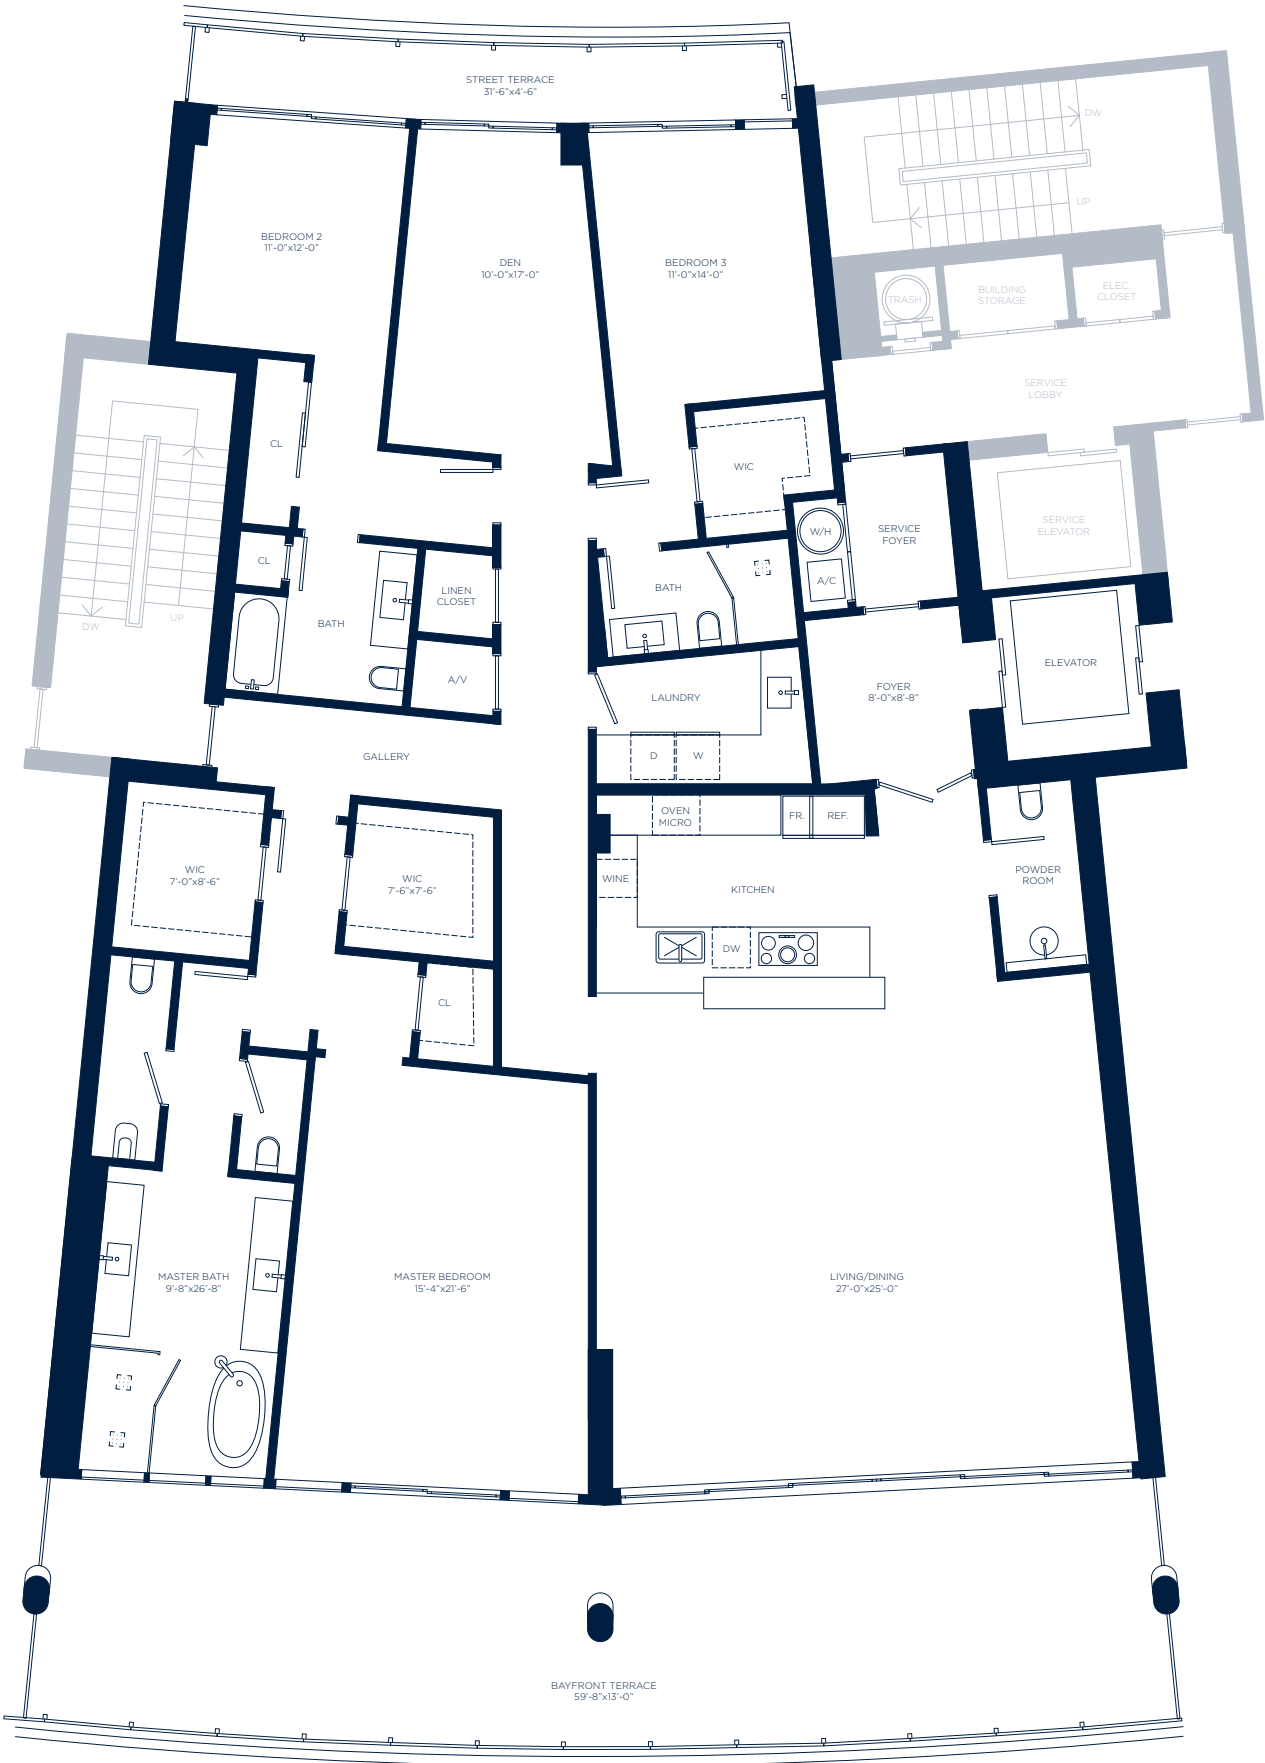 STREET TERRACE
31'-6"x4'-6"
DW
UP
BEDROOM 2
11'-0"x12'-0"
DEN
10'-0"x17'-0"
BEDROOM 3
11'-0"x14'-0"
TRASH
BUILDING
STORAGE
ELEC.
CLOSET
SERVICE
LOBBY
CL
WIC
W/H
SERVICE
FOYER
SERVICE
ELEVATOR
CL
LINEN
CLOSET
BATH
A/C
DW
UP
BATH
A/V
LAUNDRY
FOYER
8'-0"x8'-8"
ELEVATOR
GALLERY
D
W
OVEN
MICRO
FR.
REF.
WIC
7'-0"x8'-6"
WIC
7'-6"x7'-6"
WINE
KITCHEN
POWDER
ROOM
DW
CL
MASTER BATH
9'-8"x26'-8"
MASTER BEDROOM
15'-4"x21'-6"
LIVING/DINING
27'-0"x25'-0"
BAYFRONT TERRACE
59'-8"x13'-0"